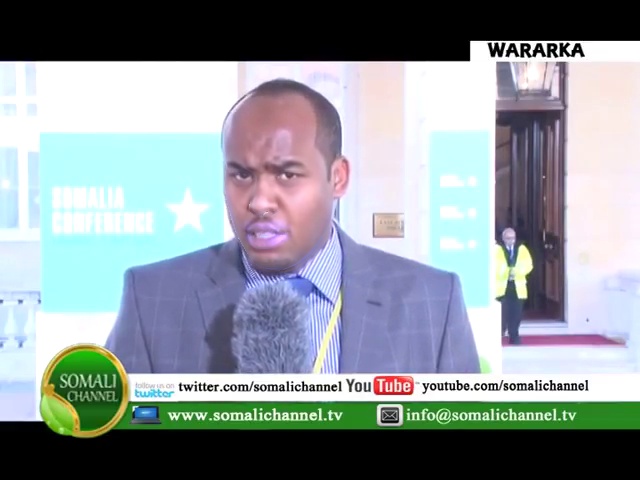 WARARKA
SOMALIA
CONFERENCE
SOMALI
CHANNEL
follow us on
twitter
twitter.com/somalichannel
YouTube
youtube.com/somalichannel
www.somalichannel.tv
info@somalichannel.tv